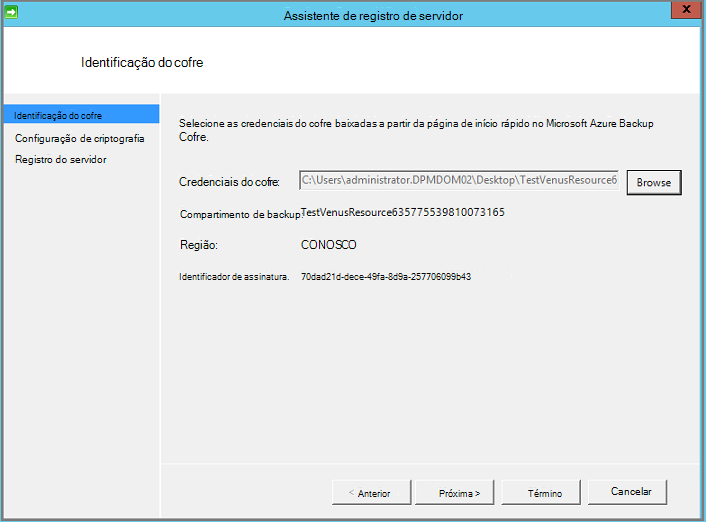 Assistente de registro de servidor
x
Identificação do cofre
Identificação do cofre
Configuração de criptografia
Registro do servidor
Selecione as credenciais do cofre baixadas a partir da página de início rápido no Microsoft Azure Backup
Cofre.
Credenciais do cofre: C:\Users\administrator.DPMDOM02\Desktop\TestVenusResource6 Browse
Compartimento de backup: TestVenusResource635775539810073165
Região: CONOSCO
Identificador de assinatura. 70dad21d-dece-49fa-8d9a-257706099b43
< Anterior Próxima > Término Cancelar